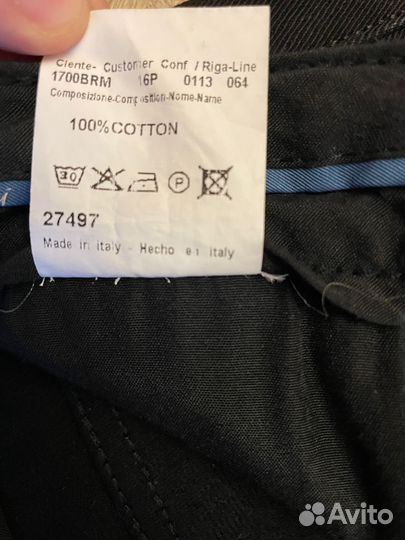 Cliente- Customer Conf / Riga-Line
1700BRM 16P 0113 064
Composizione-Composition-Nome-Name
100%COTTON
30
P
27497
Made in italy - Hecho en italy
Avito